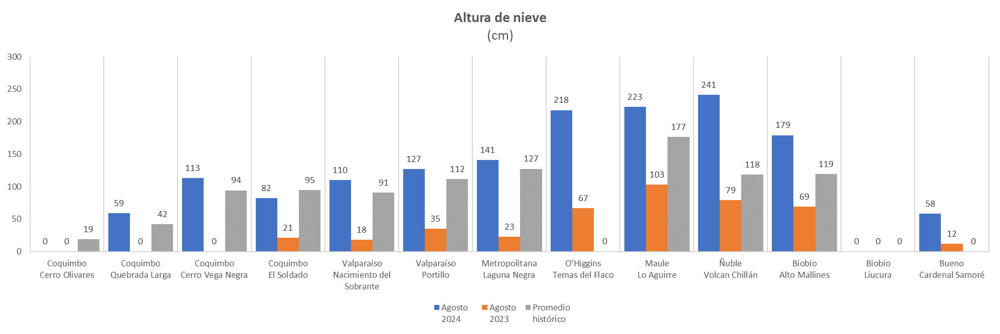 Altura de nieve
(cm)
300
250
200
150
100
50
0
0 0 19
59 0 42
113 0 94
82 21 95
110 18 91
127 35 112
141 23 127
218 67 0
223 103 177
241 79 118
179 69 119
0 0 0
58 12 0
Coquimbo
Cerro Olivares
Coquimbo
Quebrada Larga
Coquimbo
Cerro Vega Negra
Coquimbo
El Soldado
Valparaíso
Nacimiento del
Sobrante
Valparaíso
Portillo
Metropolitana
Laguna Negra
O'Higgins
Temas del Flaco
Maule
Lo Aguirre
Ñuble
Volcan Chillán
Biobío
Alto Mallines
Biobío
Liucura
Bueno
Cardenal Samoré
Agosto
2024
Agosto
2023
Promedio
histórico